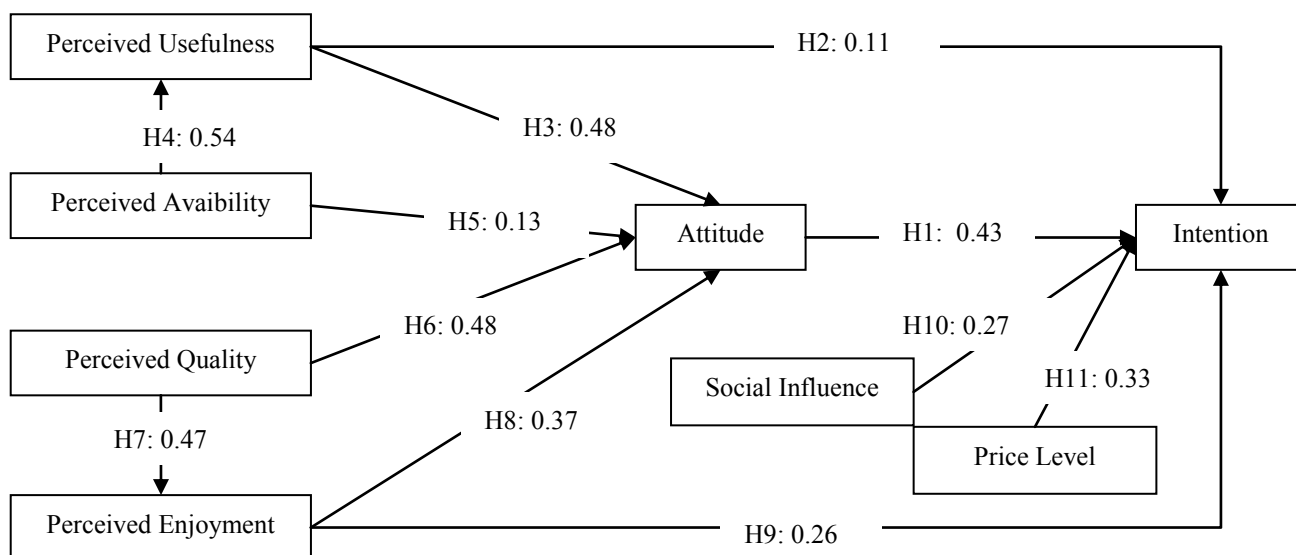 Perceived Usefulness
H2: 0.11
H3: 0.48
H4: 0.54
Perceived Avaibility
H5: 0.13
Attitude
H1:  0.43
Intention
H6: 0.48
H10: 0.27
Perceived Quality
Social Influence
H11: 0.33
H8: 0.37
H7: 0.47
Price Level
Perceived Enjoyment
H9: 0.26